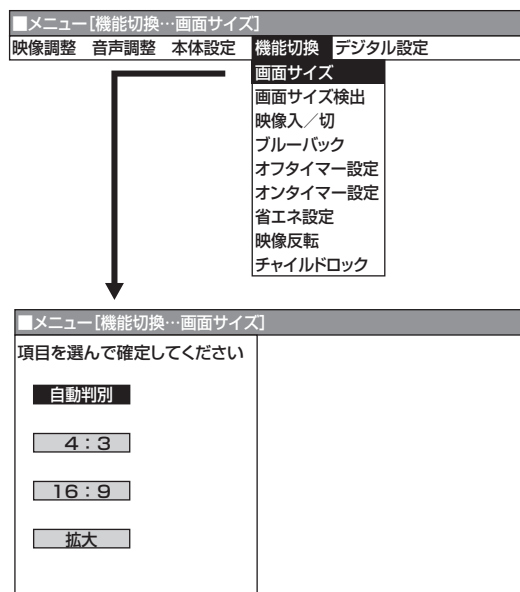 ■メニュー[機能切換…画面サイズ]
映像調整 音声調整 本体設定 機能切換 デジタル設定
画面サイズ
画面サイズ検出
映像入／切
ブルーバック
オフタイマー設定
オンタイマー設定
省エネ設定
映像反転
チャイルドロック
■メニュー[機能切換…画面サイズ]
項目を選んで確定してください
自動判別
4：3
16：9
拡大